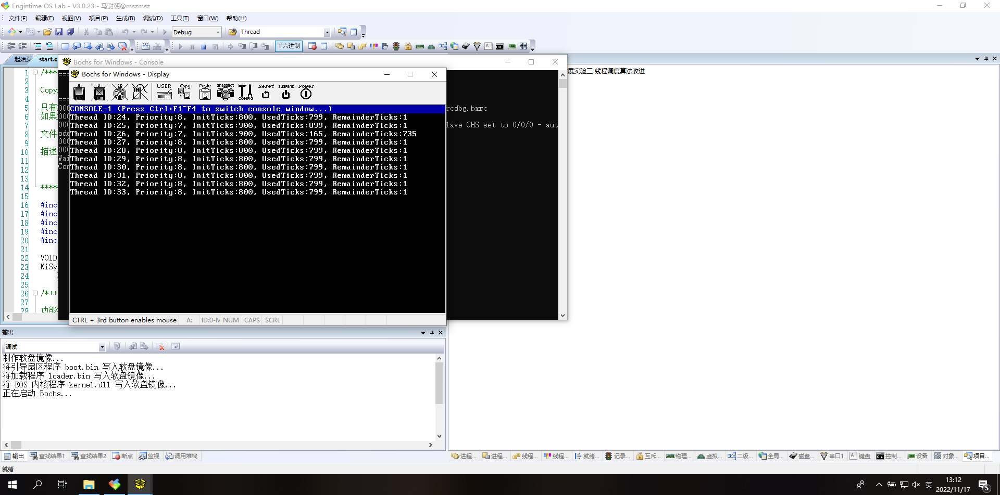 Engintime OS Lab - V3.0.23 - 马澍朝@mszmsz
文件(F) 编辑(E) 视图(V) 项目(P) 生成(B) 调试(D) 工具(T) 窗口(W) 帮助(H)
Debug Thread
十六进制
起始页 start.c
Bochs for Windows - Console
Bochs for Windows - Display
A: B: CD USER Copy Paste snapshot CONFIG Reset SUSPEND Power
CONSOLE-1 (Press Ctrl+F1~F4 to switch console window...)
Thread ID:24, Priority:8, InitTicks:800, UsedTicks:799, RemainderTicks:1
Thread ID:25, Priority:7, InitTicks:900, UsedTicks:899, RemainderTicks:1
Thread ID:26, Priority:7, InitTicks:900, UsedTicks:165, RemainderTicks:735
Thread ID:27, Priority:8, InitTicks:800, UsedTicks:799, RemainderTicks:1
Thread ID:28, Priority:8, InitTicks:800, UsedTicks:799, RemainderTicks:1
Thread ID:29, Priority:8, InitTicks:800, UsedTicks:799, RemainderTicks:1
Thread ID:30, Priority:8, InitTicks:800, UsedTicks:799, RemainderTicks:1
Thread ID:31, Priority:8, InitTicks:800, UsedTicks:799, RemainderTicks:1
Thread ID:32, Priority:8, InitTicks:800, UsedTicks:799, RemainderTicks:1
Thread ID:33, Priority:8, InitTicks:800, UsedTicks:799, RemainderTicks:1
CTRL + 3rd button enables mouse A: HD:0-M NUM CAPS SCRL
rcdbg.bxrc
lave CHS set to 0/0/0 - aut
展实验三 线程调度算法改进
1 /***
2
3 Copy
4
5 只有 000
6 如果 000
7 000
8 文件 ode
9 000
10 描述 000
11 Wai
12 Con
13
14 ****
15
16 #incl
17 #incl
18 #incl
19 #incl
20 #incl
21
22 VOID
23 KiSy
24
25
26 /*++
27
28 功能
输出
调试
制作软盘镜像...
将引导扇区程序 boot.bin 写入软盘镜像...
将加载程序 loader.bin 写入软盘镜像...
将 EOS 内核程序 kernel.dll 写入软盘镜像...
正在启动 Bochs...
输出 查找结果1 查找结果2 断点 监视 调用堆栈
进程... 进程... 线程... 线程... 就绪... 记录... 互斥... 物理... 虚拟... 二级... 全局... 磁盘... 串口1 键盘 控制... 设备 对象... 项目...
就绪
英 13:12
2022/11/17
5